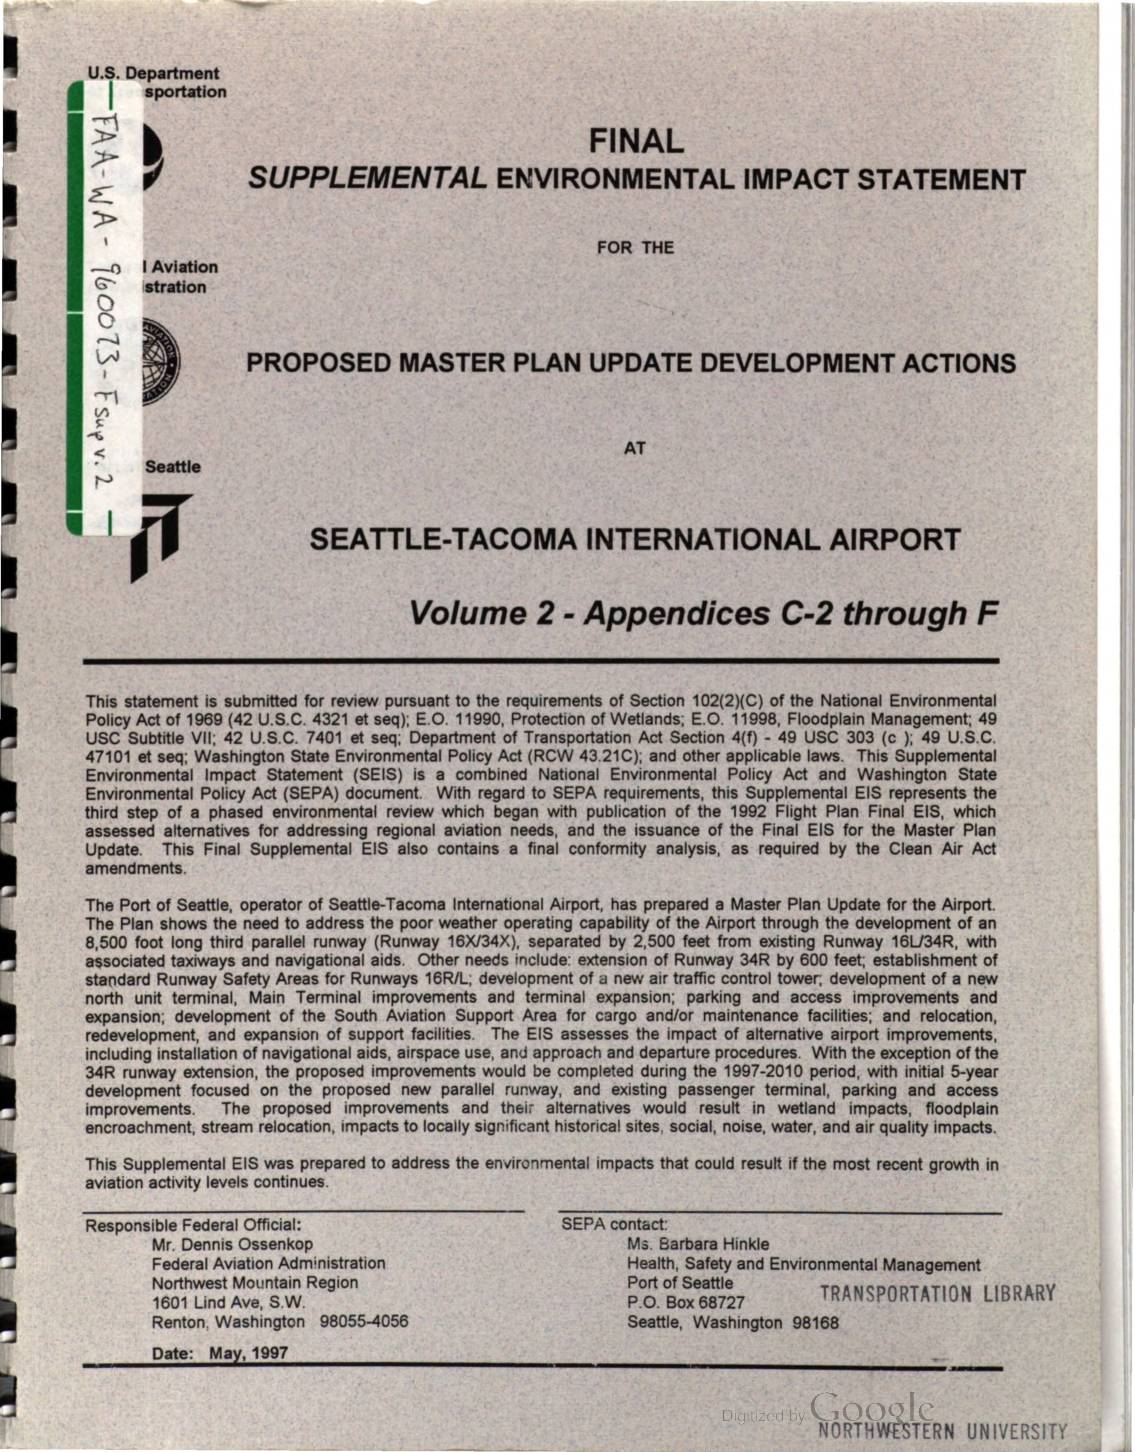 U.S. Department
sportation
FAA-WA-960073-Fsupv.2
l Aviation
istration
Seattle
FINAL
SUPPLEMENTAL ENVIRONMENTAL IMPACT STATEMENT
FOR THE
PROPOSED MASTER PLAN UPDATE DEVELOPMENT ACTIONS
AT
SEATTLE-TACOMA INTERNATIONAL AIRPORT
Volume 2 - Appendices C-2 through F
This statement is submitted for review pursuant to the requirements of Section 102(2)(C) of the National Environmental
Policy Act of 1969 (42 U.S.C. 4321 et seq); E.O. 11990, Protection of Wetlands; E.O. 11998, Floodplain Management; 49
USC Subtitle VII; 42 U.S.C. 7401 et seq; Department of Transportation Act Section 4(f) - 49 USC 303 (c ); 49 U.S.C.
47101 et seq; Washington State Environmental Policy Act (RCW 43.21C); and other applicable laws. This Supplemental
Environmental Impact Statement (SEIS) is a combined National Environmental Policy Act and Washington State
Environmental Policy Act (SEPA) document. With regard to SEPA requirements, this Supplemental EIS represents the
third step of a phased environmental review which began with publication of the 1992 Flight Plan Final EIS, which
assessed alternatives for addressing regional aviation needs, and the issuance of the Final EIS for the Master Plan
Update. This Final Supplemental EIS also contains a final conformity analysis, as required by the Clean Air Act
amendments.
The Port of Seattle, operator of Seattle-Tacoma International Airport, has prepared a Master Plan Update for the Airport.
The Plan shows the need to address the poor weather operating capability of the Airport through the development of an
8,500 foot long third parallel runway (Runway 16X/34X), separated by 2,500 feet from existing Runway 16L/34R, with
associated taxiways and navigational aids. Other needs include: extension of Runway 34R by 600 feet; establishment of
standard Runway Safety Areas for Runways 16R/L; development of a new air traffic control tower; development of a new
north unit terminal, Main Terminal improvements and terminal expansion; parking and access improvements and
expansion; development of the South Aviation Support Area for cargo and/or maintenance facilities; and relocation,
redevelopment, and expansion of support facilities. The EIS assesses the impact of alternative airport improvements,
including installation of navigational aids, airspace use, and approach and departure procedures. With the exception of the
34R runway extension, the proposed improvements would be completed during the 1997-2010 period, with initial 5-year
development focused on the proposed new parallel runway, and existing passenger terminal, parking and access
improvements. The proposed improvements and their alternatives would result in wetland impacts, floodplain
encroachment, stream relocation, impacts to locally significant historical sites, social, noise, water, and air quality impacts.
This Supplemental EIS was prepared to address the environmental impacts that could result if the most recent growth in
aviation activity levels continues.
Responsible Federal Official:
Mr. Dennis Ossenkop
Federal Aviation Administration
Northwest Mountain Region
1601 Lind Ave, S.W.
Renton, Washington 98055-4056
Date: May, 1997
SEPA contact:
Ms. Barbara Hinkle
Health, Safety and Environmental Management
Port of Seattle
P.O. Box 68727
Seattle, Washington 98168
TRANSPORTATION LIBRARY
Digitized by Google
NORTHWESTERN UNIVERSITY